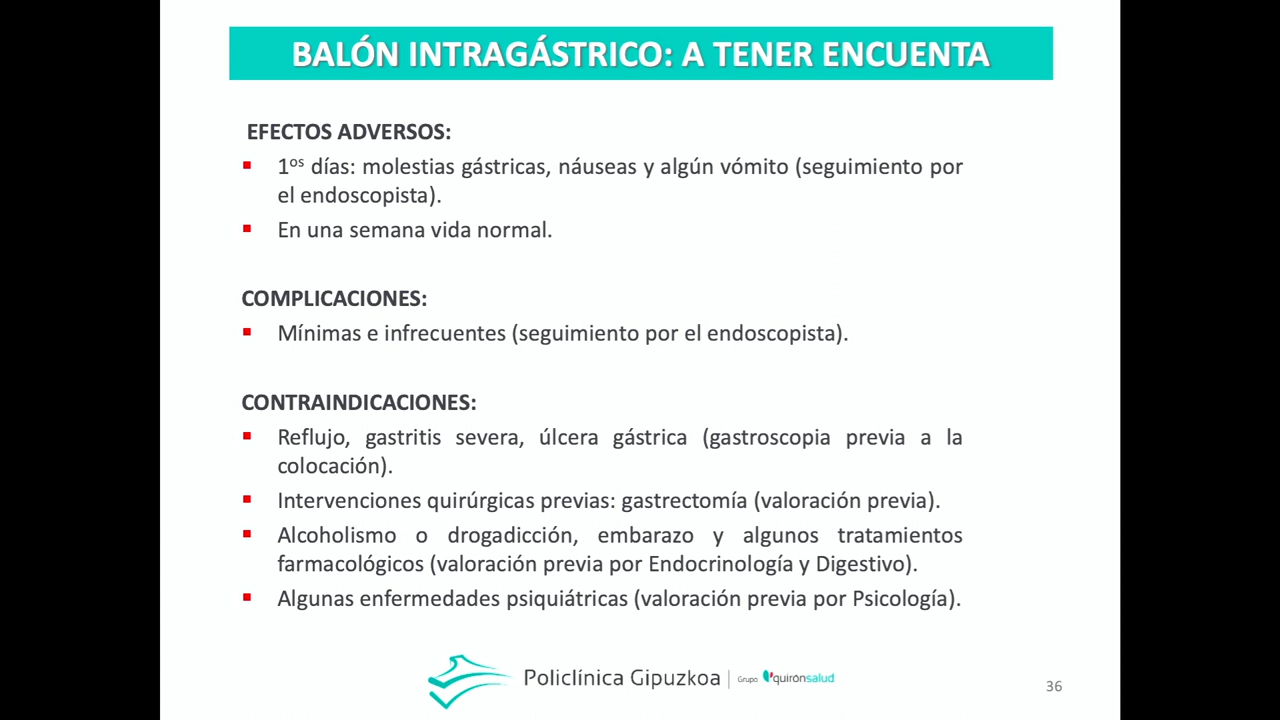 BALÓN INTRAGÁSTRICO: A TENER ENCUENTA
EFECTOS ADVERSOS:
▪ 1os días: molestias gástricas, náuseas y algún vómito (seguimiento por
el endoscopista).
▪ En una semana vida normal.
COMPLICACIONES:
▪ Mínimas e infrecuentes (seguimiento por el endoscopista).
CONTRAINDICACIONES:
▪ Reflujo, gastritis severa, úlcera gástrica (gastroscopia previa a la
colocación).
▪ Intervenciones quirúrgicas previas: gastrectomía (valoración previa).
▪ Alcoholismo o drogadicción, embarazo y algunos tratamientos
farmacológicos (valoración previa por Endocrinología y Digestivo).
▪ Algunas enfermedades psiquiátricas (valoración previa por Psicología).
Policlínica Gipuzkoa | Grupo quirónsalud
36